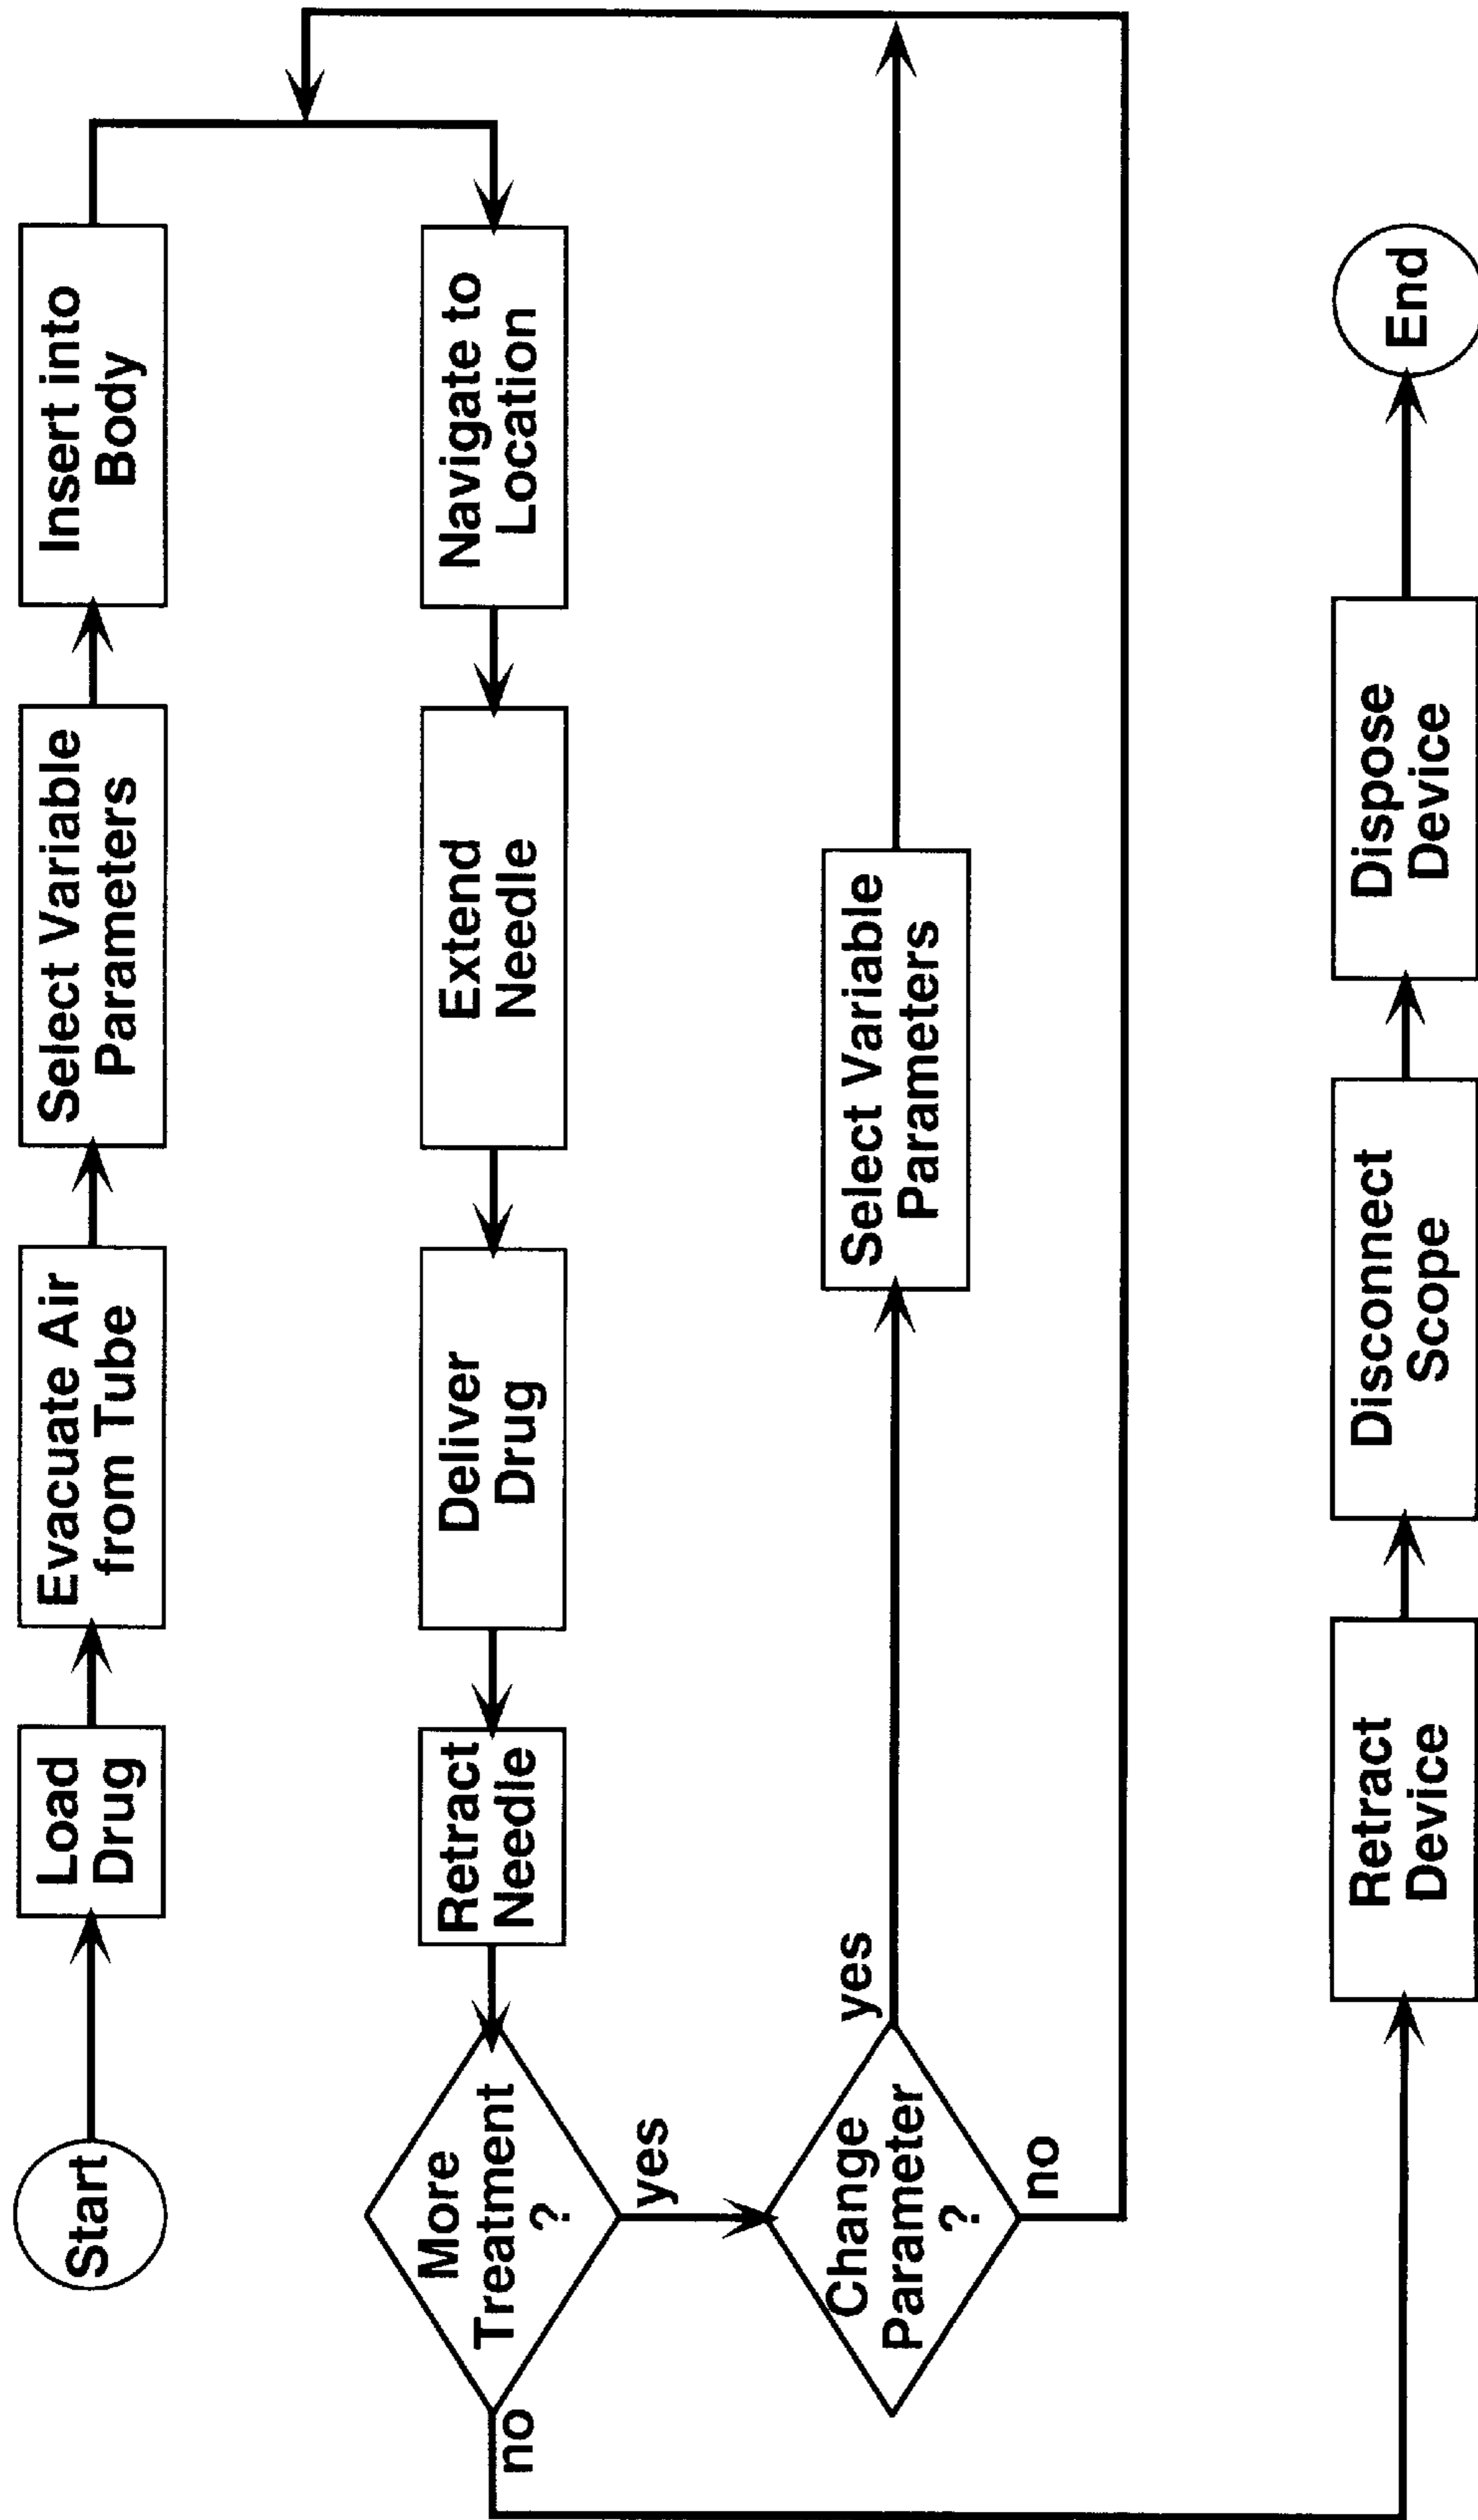 Start
Load
Drug
Evacuate Air
from Tube
Select Variable
Parameters
Insert into
Body
Navigate to
Location
Extend
Needle
Deliver
Drug
Retract
Needle
More
Treatment
?
no
yes
Change
Parameter
?
yes
no
Select Variable
Parameters
Retract
Device
Disconnect
Scope
Dispose
Device
End